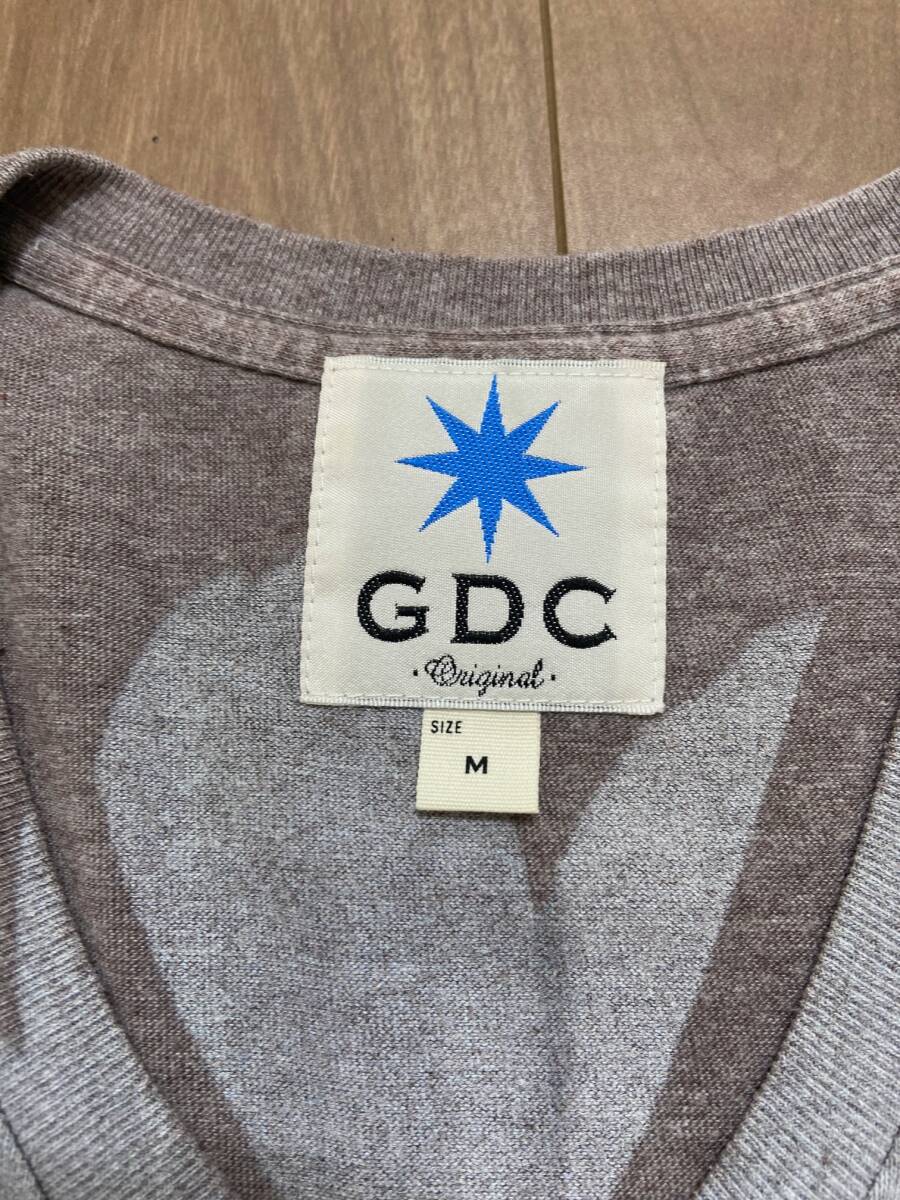 GDC
· Original ·
SIZE
M